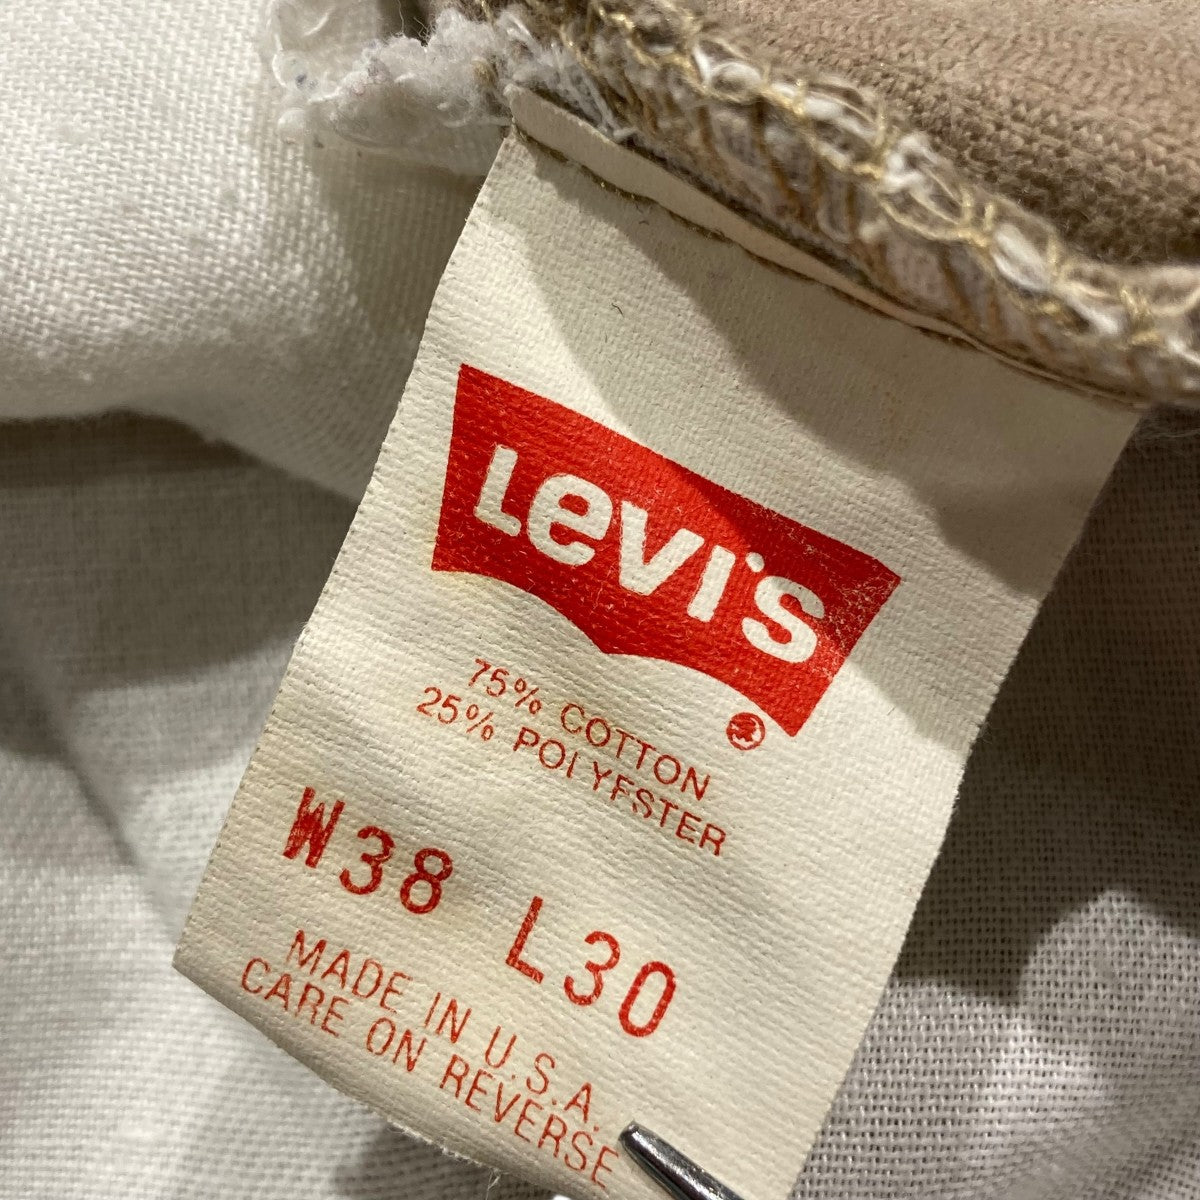 Levi's ®
75% COTTON
25% POLYESTER
W38 L30
MADE IN U.S.A.
CARE ON REVERSE